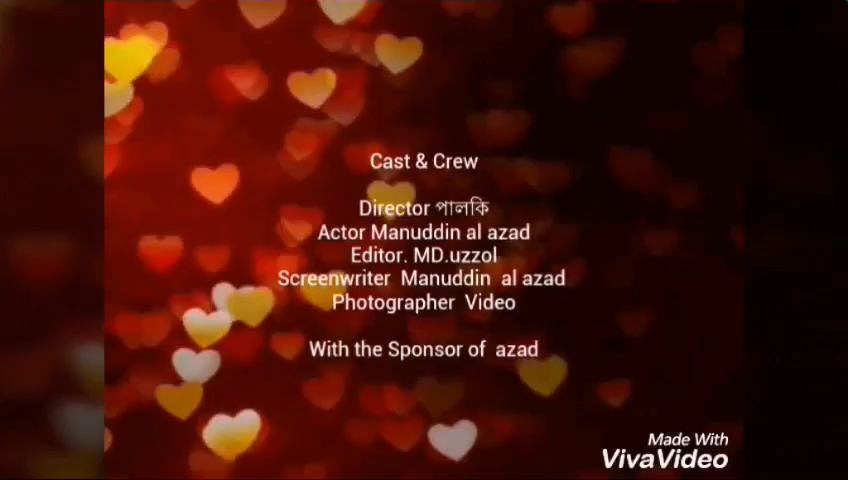 Cast & Crew
Director পালকি
Actor Manuddin al azad
Editor. MD.uzzol
Screenwriter Manuddin al azad
Photographer Video
With the Sponsor of azad
Made With
VivaVideo